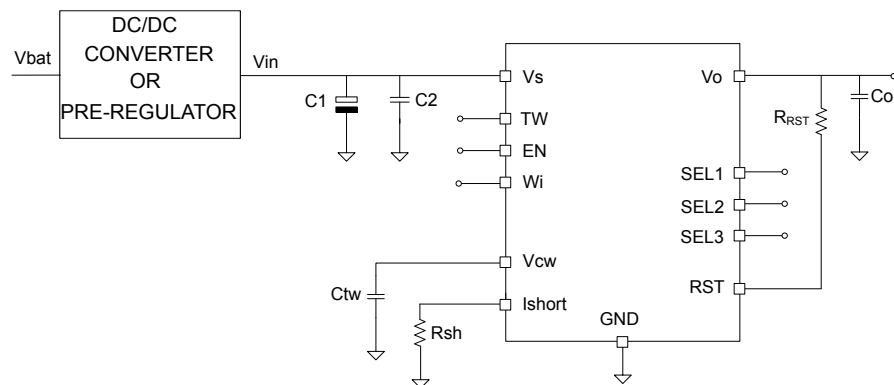 DC/DC
CONVERTER
OR
PRE-REGULATOR
Vbat
Vin
C1
C2
Vs
TW
EN
Wi
Vcw
Ishort
Ctw
Rsh
GND
Vo
SEL1
SEL2
SEL3
RST
RRST
Co